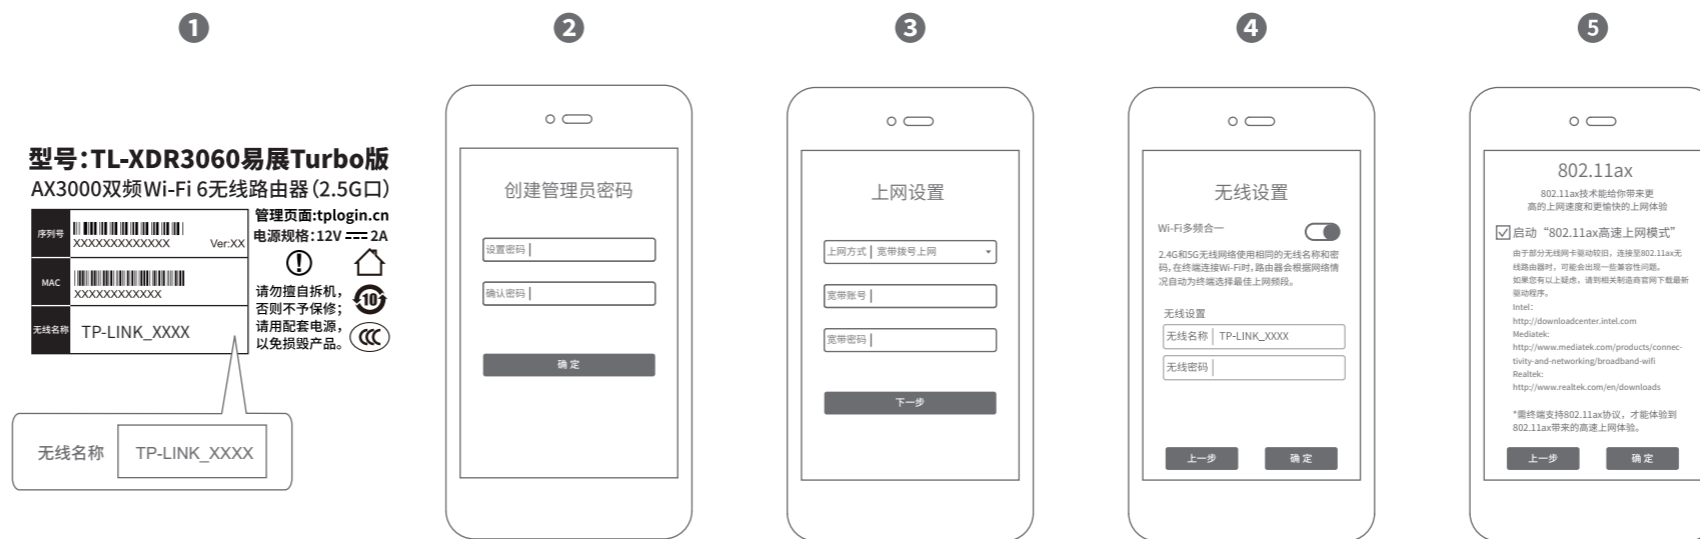 1
型号：TL-XDR3060易展Turbo版
AX3000双频Wi-Fi 6无线路由器（2.5G口）
序列号
XXXXXXXXXXXXX Ver:XX
MAC
XXXXXXXXXXXX
无线名称 TP-LINK_XXXX
管理页面:tplogin.cn
电源规格：12V 2A
10
请勿擅自拆机，
否则不予保修；
请用配套电源，
以免损毁产品。
CCC
无线名称 TP-LINK_XXXX
2
创建管理员密码
设置密码
确认密码
确 定
3
上网设置
上网方式 宽带拨号上网
宽带账号
宽带密码
下一步
4
无线设置
Wi-Fi多频合一
2.4G和5G无线网络使用相同的无线名称和密
码，在终端连接Wi-Fi时，路由器会根据网络情
况自动为终端选择最佳上网频段。
无线设置
无线名称 TP-LINK_XXXX
无线密码
上一步 确 定
5
802.11ax
802.11ax技术能给你带来更
高的上网速度和更愉快的上网体验
启动“802.11ax高速上网模式”
由于部分无线网卡驱动较旧，连接至802.11ax无
线路由器时，可能会出现一些兼容性问题。
如果您有以上疑虑，请到相关制造商官网下载最新
驱动程序。
Intel：
http://downloadcenter.intel.com
Mediatek:
http://www.mediatek.com/products/connec-
tivity-and-networking/broadband-wifi
Realtek:
http://www.realtek.com/en/downloads
*需终端支持802.11ax协议，才能体验到
802.11ax带来的高速上网体验。
上一步 确 定